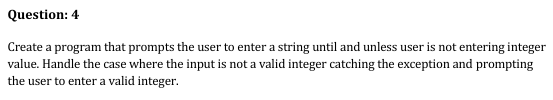 Question: 4
Create a program that prompts the user to enter a string until and unless user is not entering integer
value. Handle the case where the input is not a valid integer catching the exception and prompting
the user to enter a valid integer.